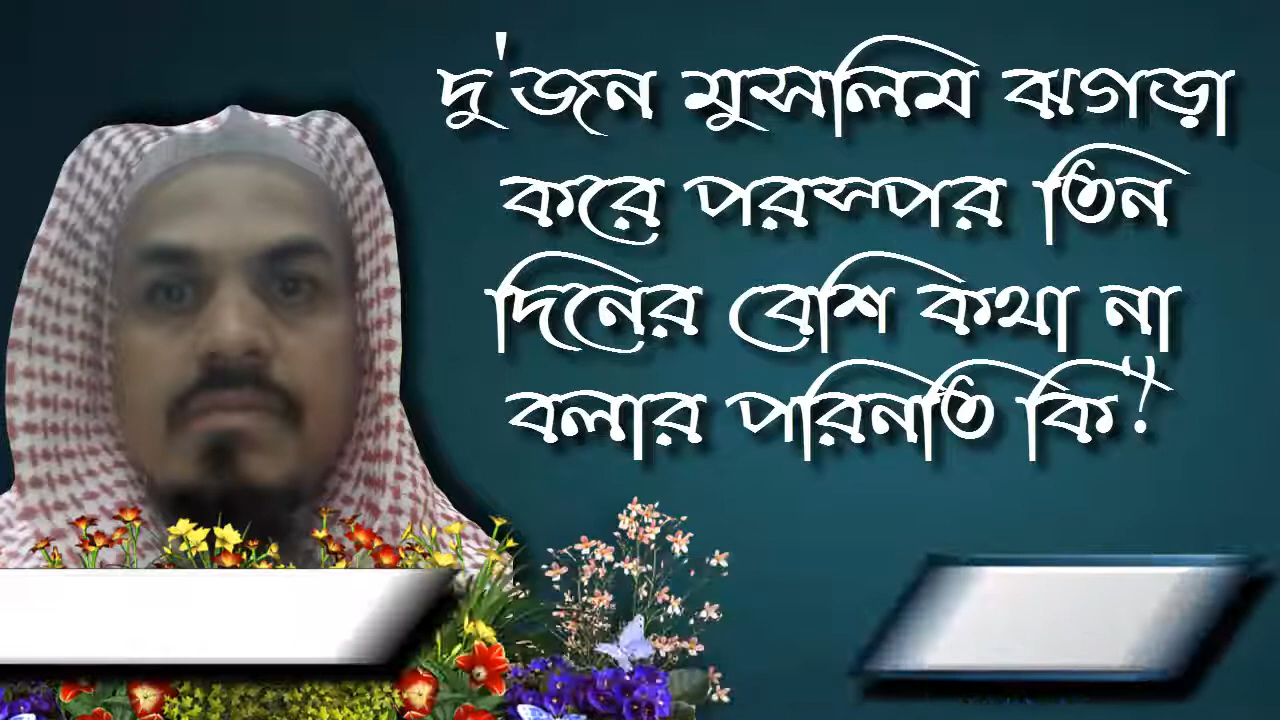 দু'জন মুসলিম ঝগড়া
করে পরস্পর তিন
দিনের বেশি কথা না
বলার পরিনতি কি?